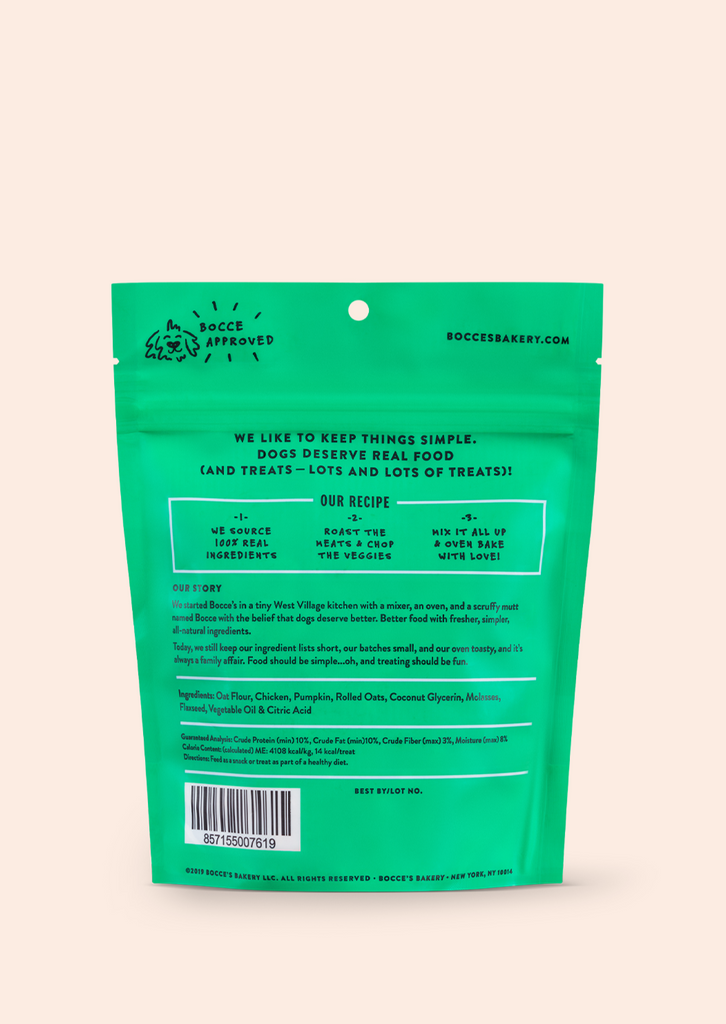 BOCCE
APPROVED
BOCCESBAKERY.COM
WE LIKE TO KEEP THINGS SIMPLE.
DOGS DESERVE REAL FOOD
(AND TREATS — LOTS AND LOTS OF TREATS)!
OUR RECIPE
-1-
WE SOURCE
100% REAL
INGREDIENTS
-2-
ROAST THE
MEATS & CHOP
THE VEGGIES
-3-
MIX IT ALL UP
& OVEN BAKE
WITH LOVE!
OUR STORY
We started Bocce's in a tiny West Village kitchen with a mixer, an oven, and a scruffy mutt
named Bocce with the belief that dogs deserve better. Better food with fresher, simpler,
all-natural ingredients.
Today, we still keep our ingredient lists short, our batches small, and our oven toasty, and it's
always a family affair. Food should be simple...oh, and treating should be fun.
Ingredients: Oat Flour, Chicken, Pumpkin, Rolled Oats, Coconut Glycerin, Molasses,
Flaxseed, Vegetable Oil & Citric Acid
Guaranteed Analysis: Crude Protein (min) 10%, Crude Fat (min)10%, Crude Fiber (max) 3%, Moisture (max) 8%
Calorie Content: (calculated) ME: 4108 kcal/kg, 14 kcal/treat
Directions: Feed as a snack or treat as part of a healthy diet.
BEST BY/LOT NO.
857155007619
©2019 BOCCE'S BAKERY LLC. ALL RIGHTS RESERVED • BOCCE'S BAKERY • NEW YORK, NY 10014